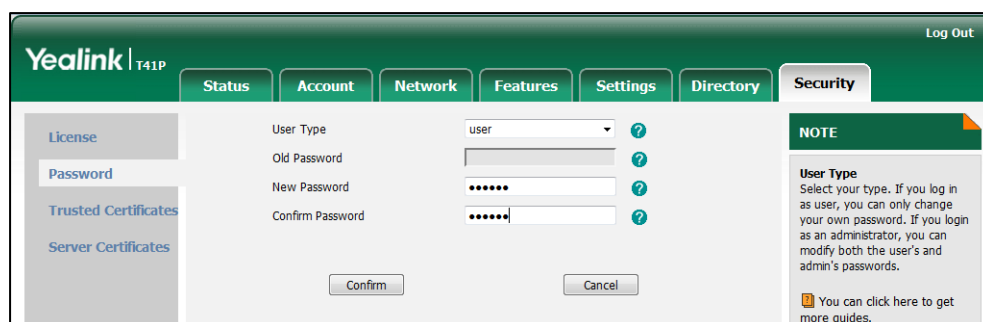 Log Out
Yealink T41P
Status Account Network Features Settings Directory Security
License
Password
Trusted Certificates
Server Certificates
User Type user
Old Password
New Password ••••••
Confirm Password ••••••
Confirm Cancel
NOTE
User Type
Select your type. If you log in
as user, you can only change
your own password. If you login
as an administrator, you can
modify both the user's and
admin's passwords.
You can click here to get
more guides.